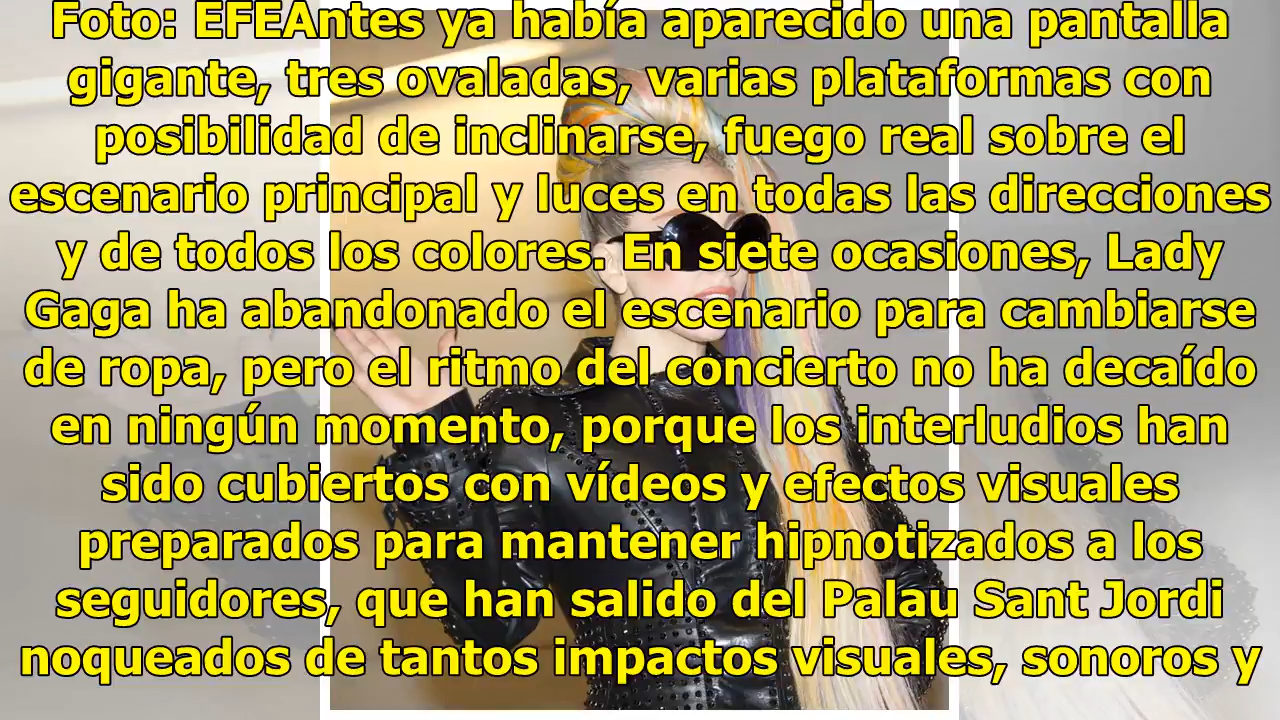 Foto: EFEAntes ya había aparecido una pantalla
gigante, tres ovaladas, varias plataformas con
posibilidad de inclinarse, fuego real sobre el
escenario principal y luces en todas las direcciones
y de todos los colores. En siete ocasiones, Lady
Gaga ha abandonado el escenario para cambiarse
de ropa, pero el ritmo del concierto no ha decaído
en ningún momento, porque los interludios han
sido cubiertos con vídeos y efectos visuales
preparados para mantener hipnotizados a los
seguidores, que han salido del Palau Sant Jordi
noqueados de tantos impactos visuales, sonoros y